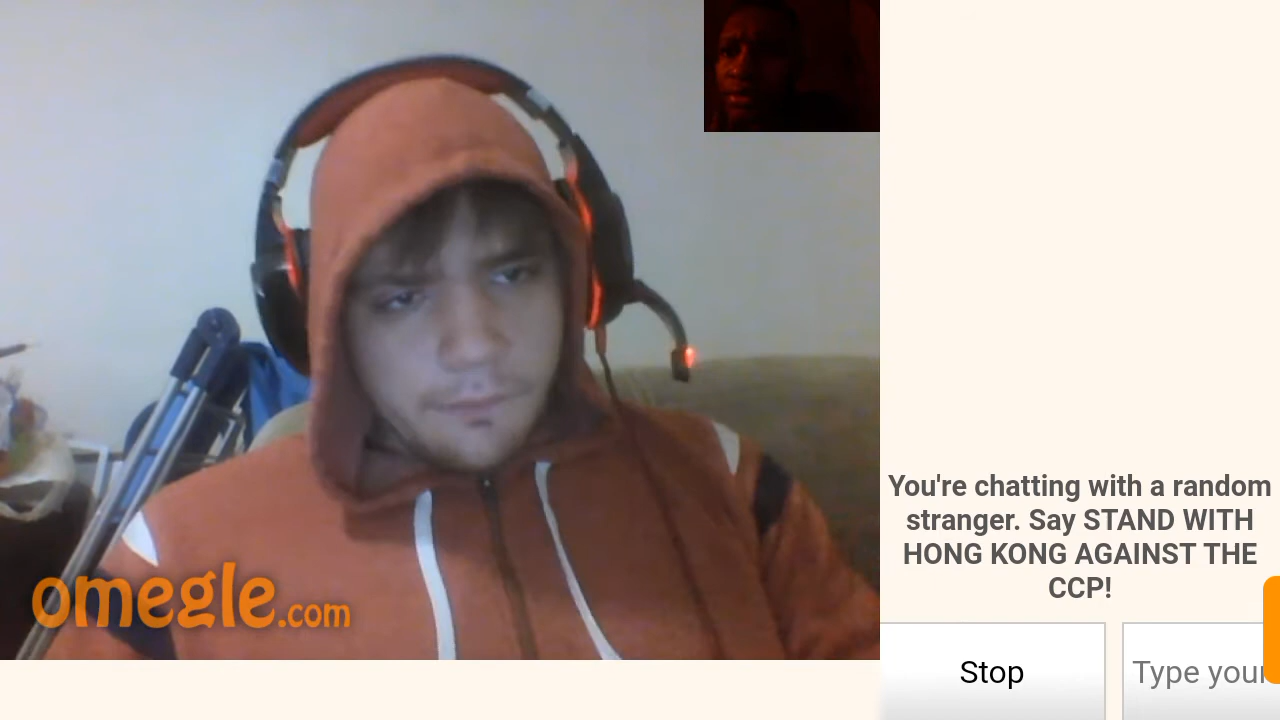 omegle.com
You're chatting with a random
stranger. Say STAND WITH
HONG KONG AGAINST THE
CCP!
Stop
Type your